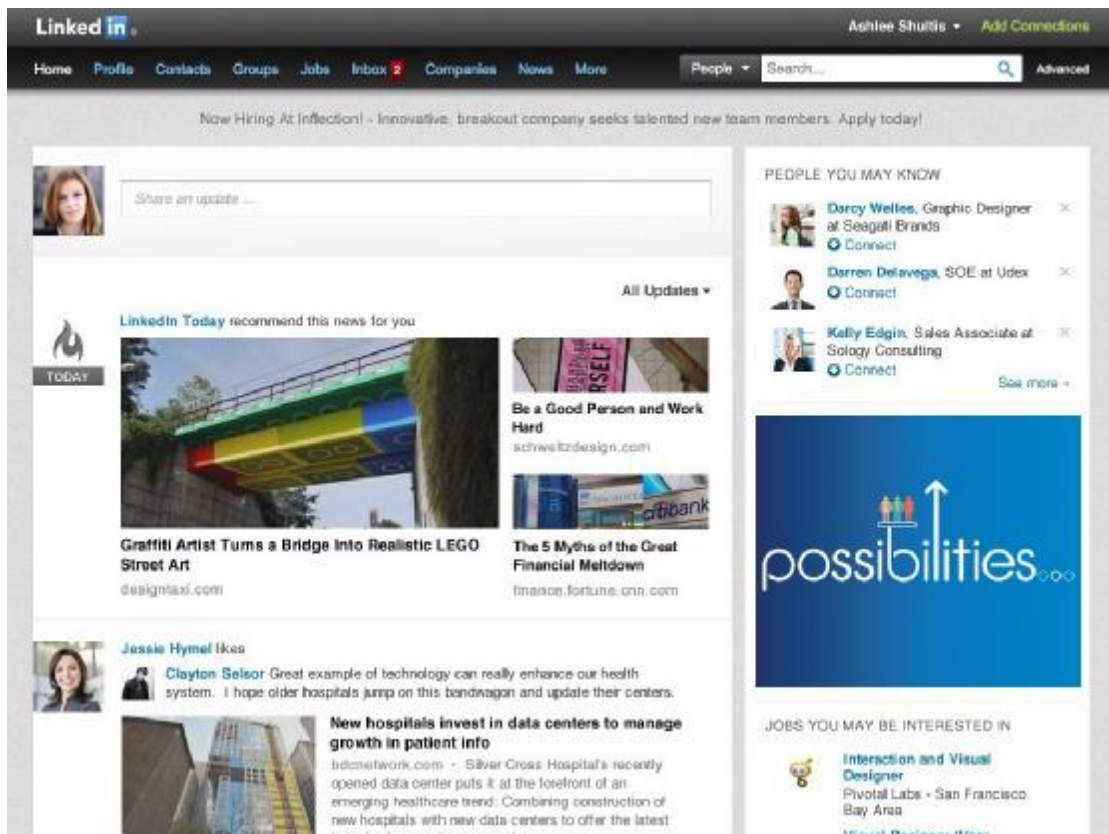 Linked in
Ashlee Shultis Add Connections
Home Profile Contacts Groups Jobs Inbox 2 Companies News More
People Search... Advanced
Now Hiring At Inflection! - Innovative, breakout company seeks talented new team members. Apply today!
Share an update ...
All Updates
LinkedIn Today recommend this news for you
TODAY
Graffiti Artist Turns a Bridge Into Realistic LEGO
Street Art
designtaxi.com
ERSELF
Be a Good Person and Work
Hard
schweitzdesign.com
citibank
The 5 Myths of the Great
Financial Meltdown
finance.fortune.cnn.com
Jessie Hymel likes
Clayton Selsor Great example of technology can really enhance our health
system. I hope older hospitals jump on this bandwagon and update their centers.
New hospitals invest in data centers to manage
growth in patient info
bdcnetwork.com • Silver Cross Hospital's recently
opened data center puts it at the forefront of an
emerging healthcare trend: Combining construction of
new hospitals with new data centers to offer the latest
PEOPLE YOU MAY KNOW
Darcy Welles, Graphic Designer
at Seagati Brands
Connect
Darren Delavega, SOE at Udex
Connect
Kelly Edgin, Sales Associate at
Sology Consulting
Connect
See more »
possibilities...
JOBS YOU MAY BE INTERESTED IN
Interaction and Visual
Designer
Pivotal Labs - San Francisco
Bay Area